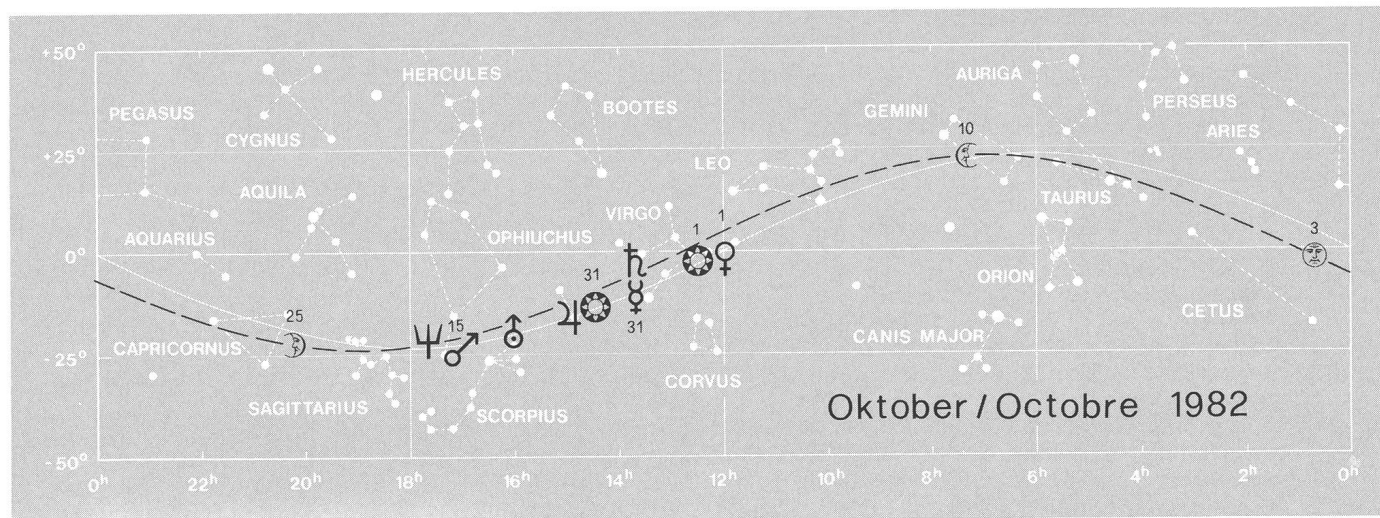 +50°
HERCULES
AURIGA
PEGASUS
BOOTES
GEMINI
PERSEUS
CYGNUS
10
ARIES
+25°
LEO
AQUILA
TAURUS
VIRGO
1
1
3
AQUARIUS
OPHIUCHUS
0°
31
ORION
25
15
31
CETUS
CAPRICORNUS
CANIS MAJOR
-25°
CORVUS
SAGITTARIUS
SCORPIUS
Oktober / Octobre 1982
-50°
0h 22h 20h 18h 16h 14h 12h 10h 8h 6h 4h 2h 0h